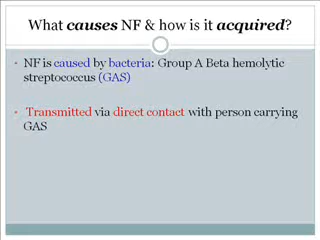 What causes NF & how is it acquired?
• NF is caused by bacteria: Group A Beta hemolytic
streptococcus (GAS)
• Transmitted via direct contact with person carrying
GAS